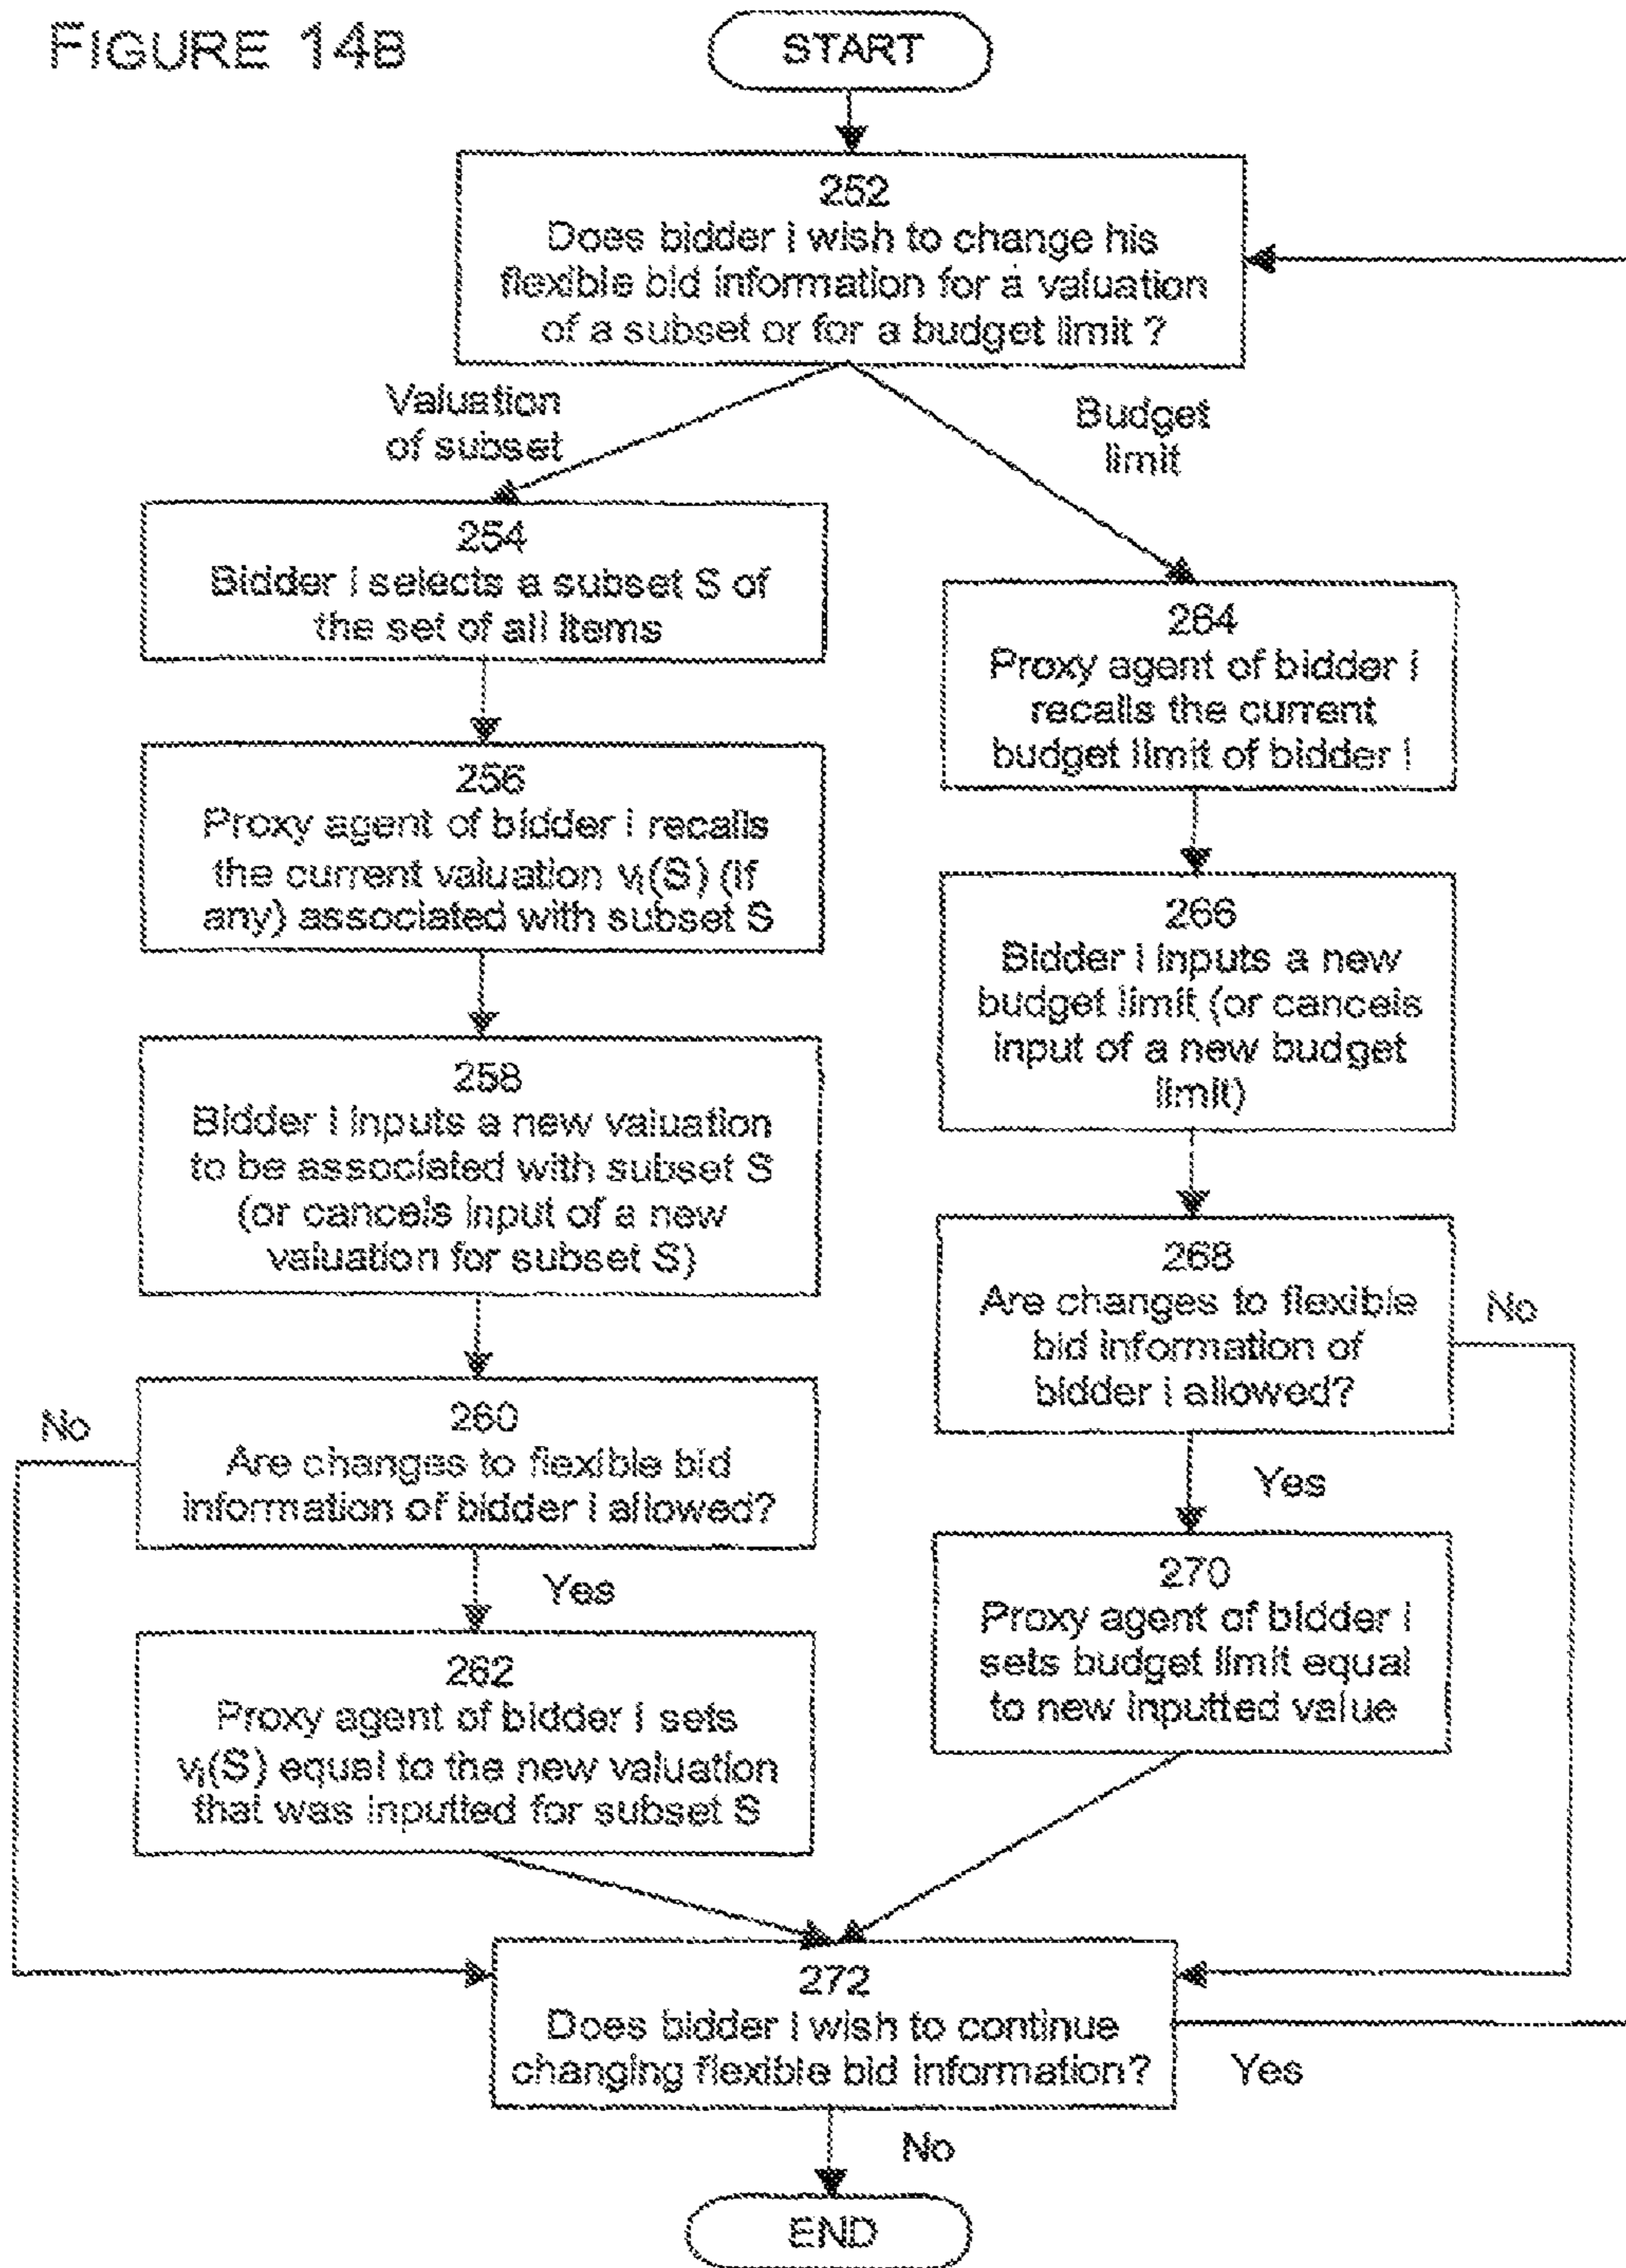 FIGURE 14B
START
252
Does bidder i wish to change his
flexible bid information for a valuation
of a subset or for a budget limit ?
Valuation
of subset
Budget
limit
254
Bidder i selects a subset S of
the set of all items
256
Proxy agent of bidder i recalls
the current valuation vi(S) (if
any) associated with subset S
258
Bidder i inputs a new valuation
to be associated with subset S
(or cancels input of a new
valuation for subset S)
260
Are changes to flexible bid
information of bidder i allowed?
No
Yes
262
Proxy agent of bidder i sets
vi(S) equal to the new valuation
that was inputted for subset S
264
Proxy agent of bidder i
recalls the current
budget limit of bidder i
266
Bidder i inputs a new
budget limit (or cancels
input of a new budget
limit)
268
Are changes to flexible
bid information of
bidder i allowed?
No
Yes
270
Proxy agent of bidder i
sets budget limit equal
to new inputted value
272
Does bidder i wish to continue
changing flexible bid information?
Yes
No
END